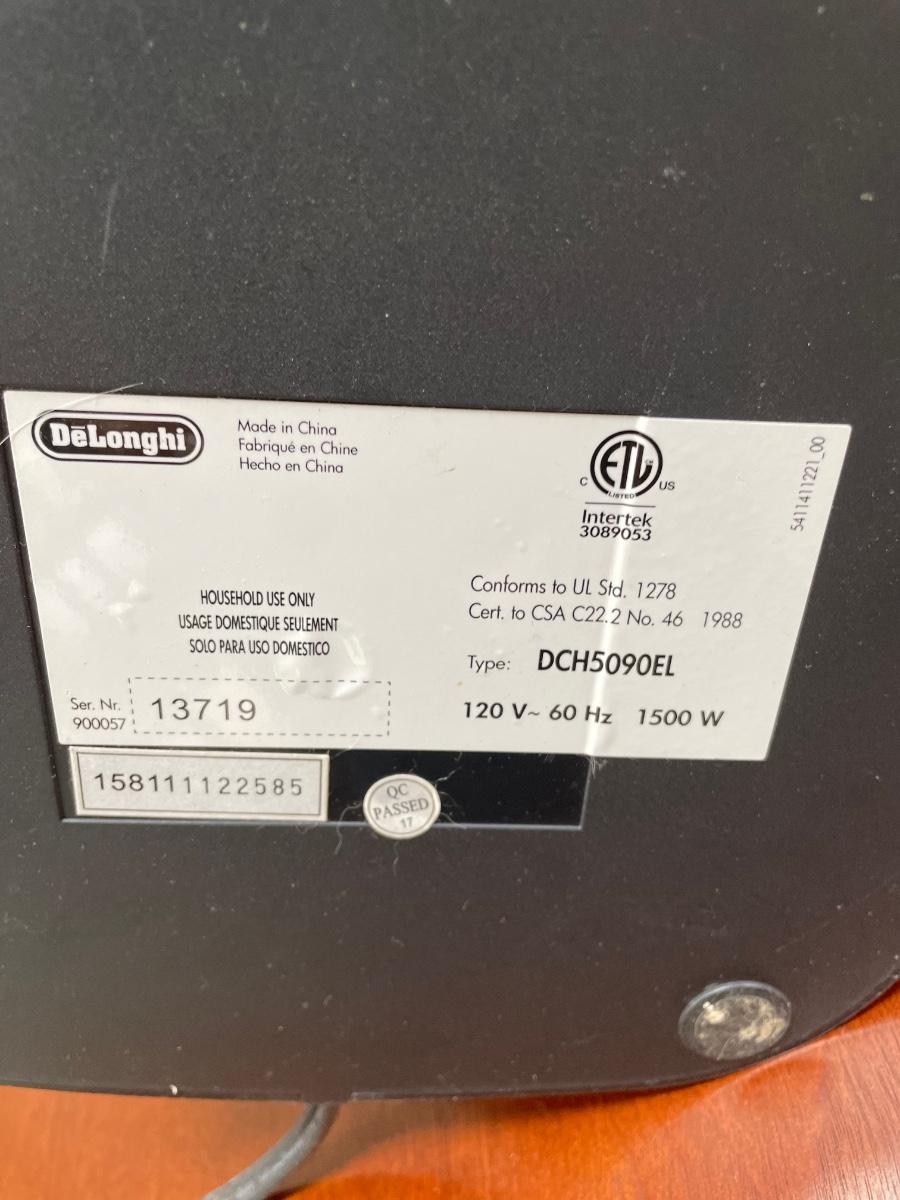 DēLonghi
Made in China
Fabriqué en Chine
Hecho en China
C ETL US
LISTED
Intertek
3089053
5411411221_00
HOUSEHOLD USE ONLY
USAGE DOMESTIQUE SEULEMENT
SOLO PARA USO DOMESTICO
Conforms to UL Std. 1278
Cert. to CSA C22.2 No. 46 1988
Type: DCH5090EL
120 V~ 60 Hz 1500 W
Ser. Nr.
900057
13719
158111122585
QC
PASSED
17